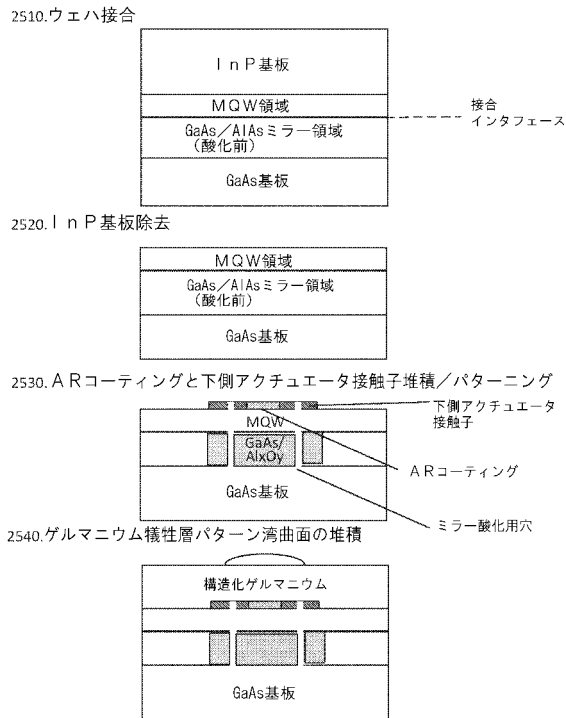 2510.ウェハ接合
InP基板
MQW領域
接合
インタフェース
GaAs/AlAsミラー領域
(酸化前)
GaAs基板
2520.InP基板除去
MQW領域
GaAs/AlAsミラー領域
(酸化前)
GaAs基板
2530.ARコーティングと下側アクチュエータ接触子堆積/パターニング
下側アクチュエータ
接触子
MQW
GaAs/
AlxOy
ARコーティング
GaAs基板
ミラー酸化用穴
2540.ゲルマニウム犠牲層パターン湾曲面の堆積
構造化ゲルマニウム
GaAs基板